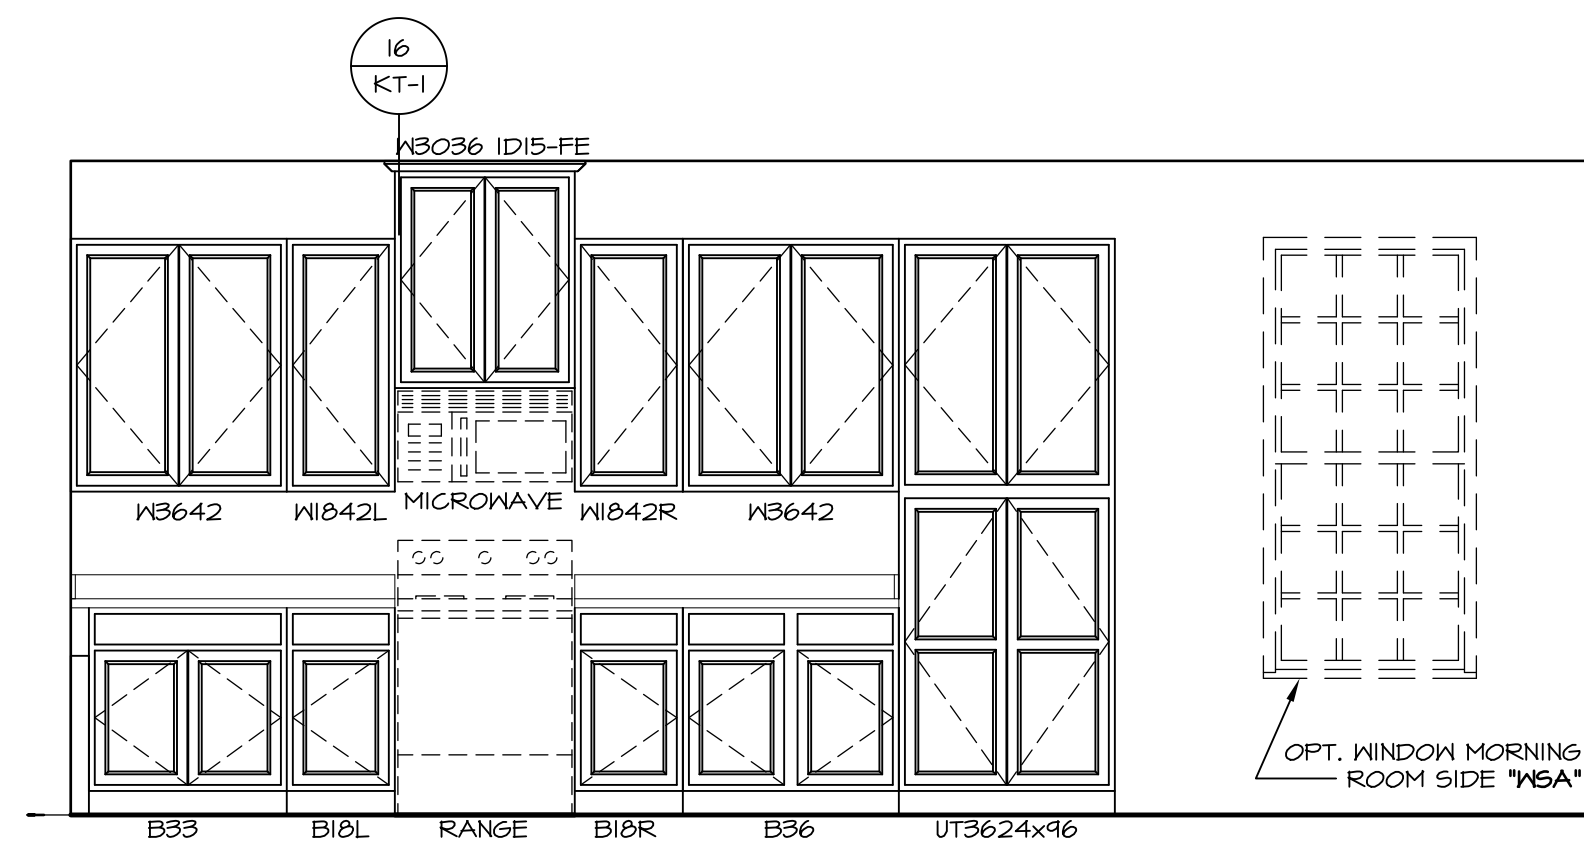 16
KT-1
W3036 1D15-FE
MICROWAVE
W3642
W1842L
W1842R
W3642
OPT. WINDOW MORNING
ROOM SIDE "WSA"
B33
B18L
RANGE
B18R
B36
UT3624x96